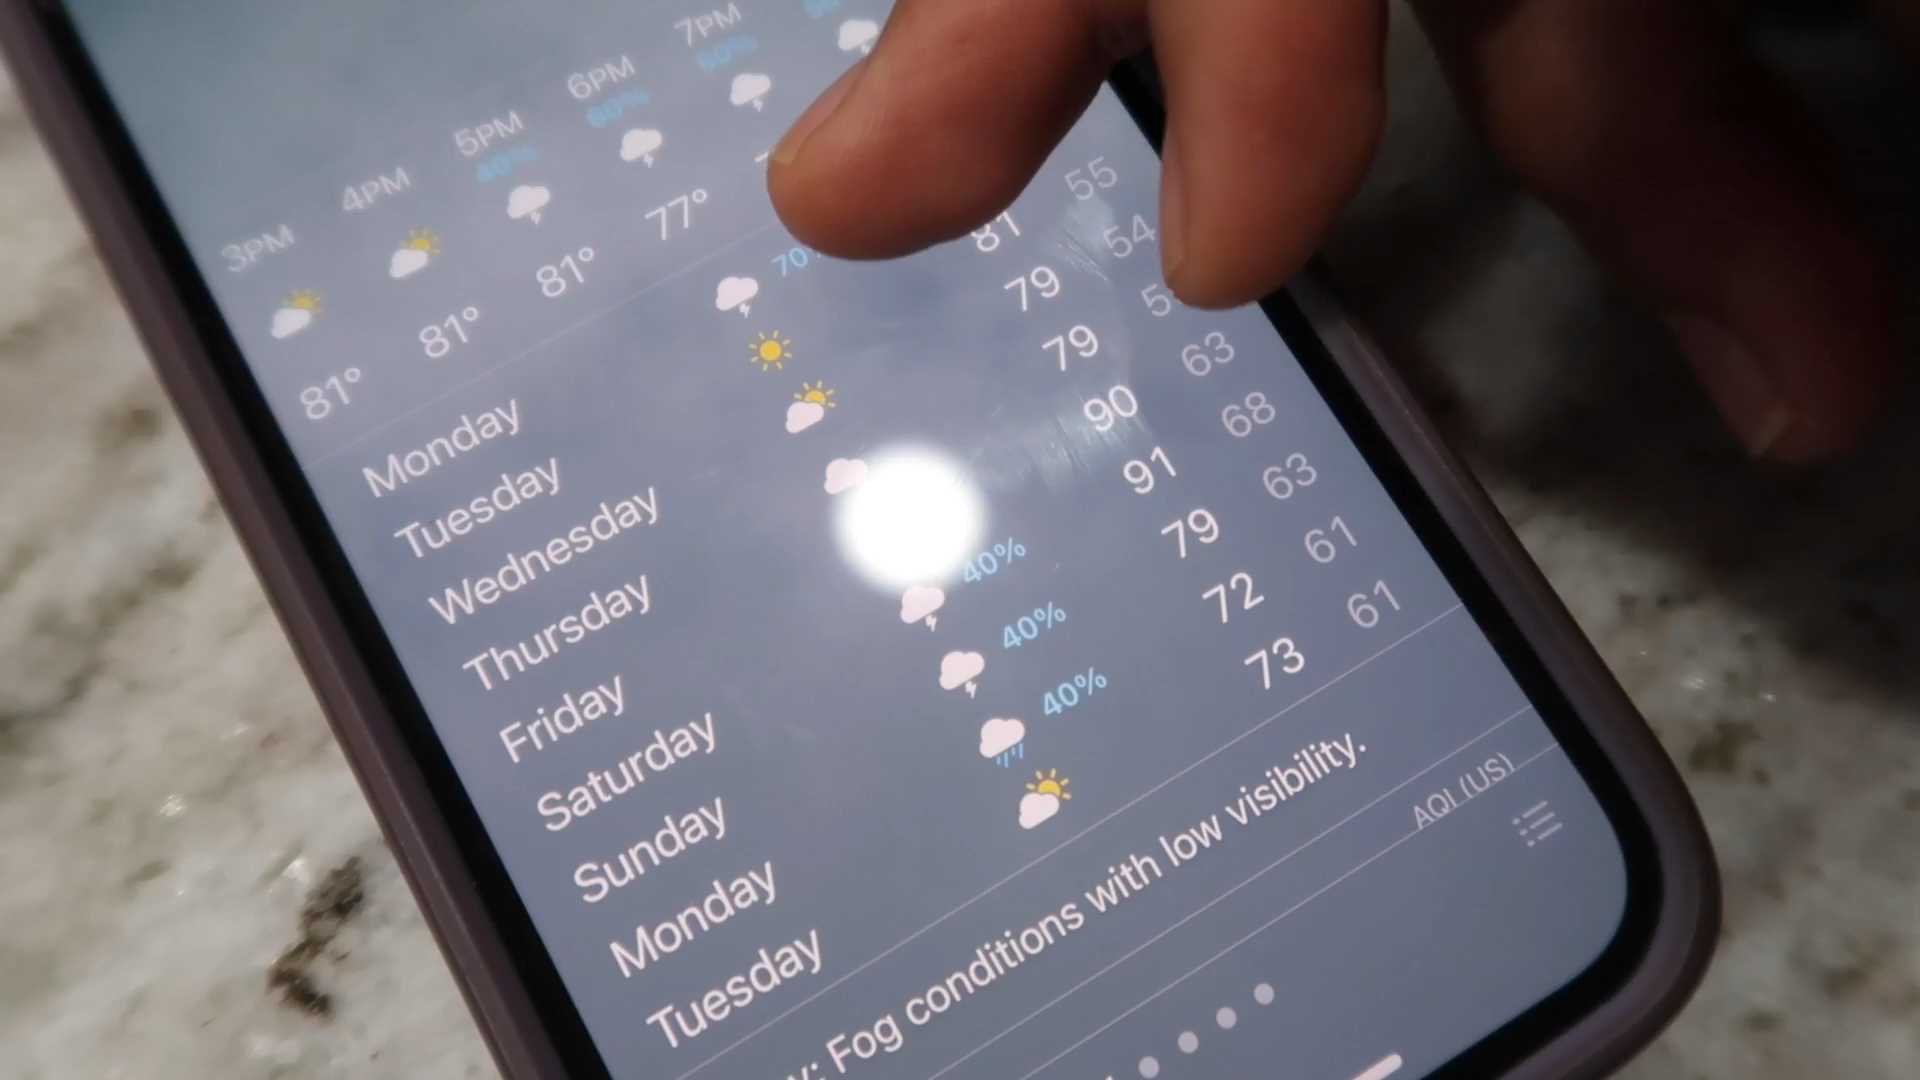 3PM 4PM 5PM 6PM 7PM
40% 60% 60%
81° 81° 81° 77°
Monday
Tuesday 81 55
Wednesday 79 54
Thursday 79
Friday 90 63
Saturday 40% 91 68
Sunday 40% 79 63
Monday 40% 72 61
Tuesday 73 61
Fog conditions with low visibility.
AQI (US)